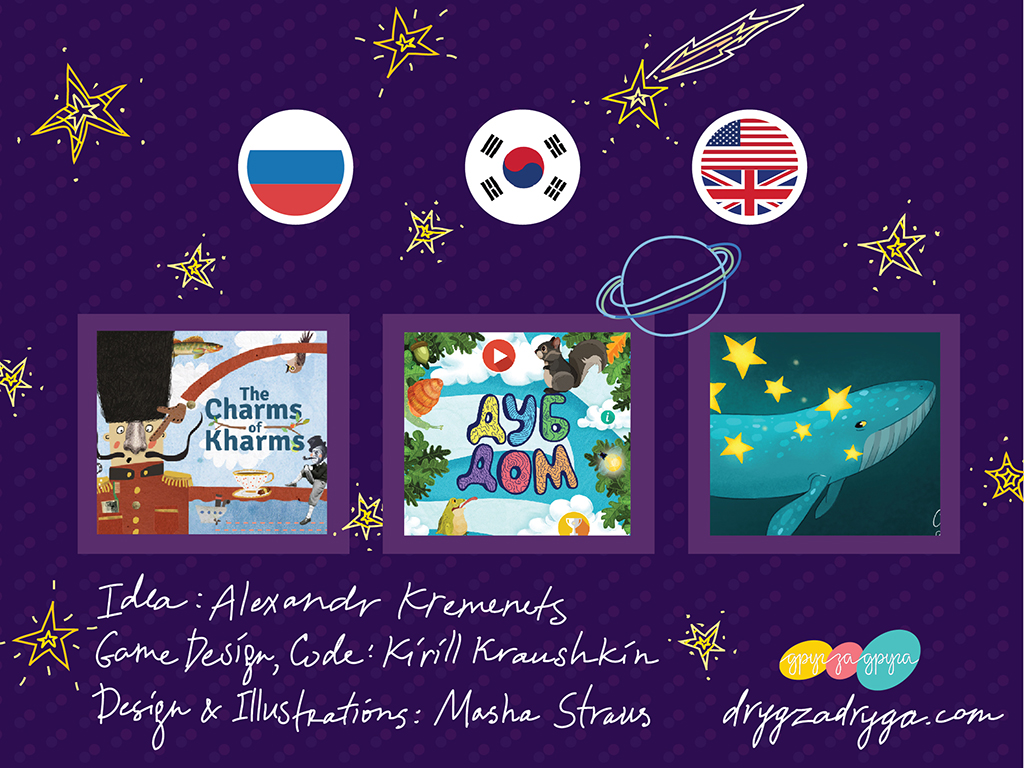 The
Charms
of
Kharms
ДУБ
ДОМ
i
Idea: Alexandr Kremenets
Game Design, Code: Kirill Kraushkin
Design & Illustrations: Masha Straus
друг за друга
drygzadryga.com